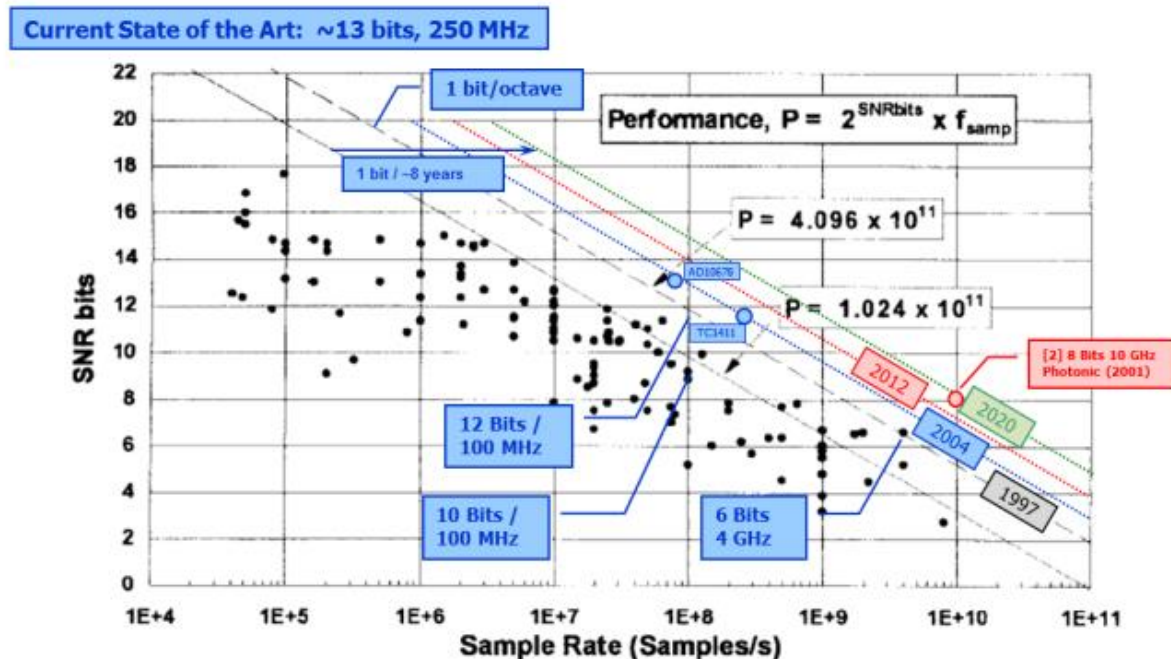 Current State of the Art: ~13 bits, 250 MHz
22
20
18
16
14
12
10
8
6
4
2
0
SNR bits
1 bit/octave
Performance, P = 2^SNRbits x f_samp
1 bit / ~8 years
P = 4.096 x 10^11
AD10678
P = 1.024 x 10^11
TC1411
[2] 8 Bits 10 GHz
Photonic (2001)
2012
2020
2004
1997
12 Bits /
100 MHz
10 Bits /
100 MHz
6 Bits
4 GHz
1E+4
1E+5
1E+6
1E+7
1E+8
1E+9
1E+10
1E+11
Sample Rate (Samples/s)